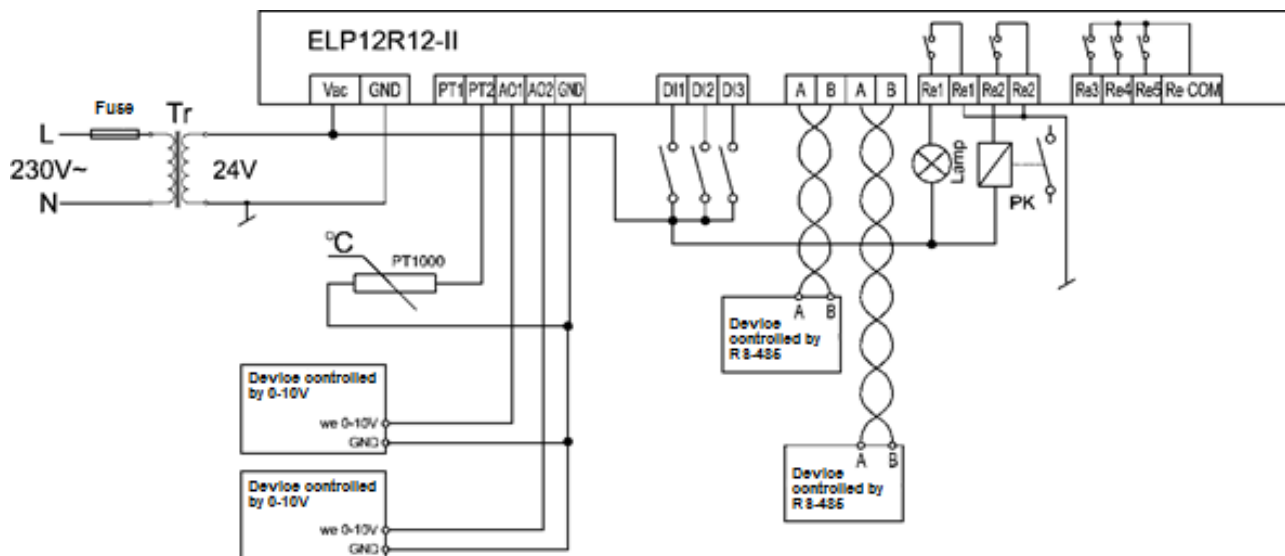 ELP12R12-II
Vac GND PT1 PT2 AO1 AO2 GND DI1 DI2 DI3 A B A B Re1 Re1 Re2 Re2 Re3 Re4 Re5 Re COM
Fuse Tr
L
230V~ 24V
N
Lamp
PK
°C
PT1000
A B
Device
controlled by
RS-485
Device controlled
by 0-10V
we 0-10V
GND
A B
Device
controlled by
RS-485
Device controlled
by 0-10V
we 0-10V
GND